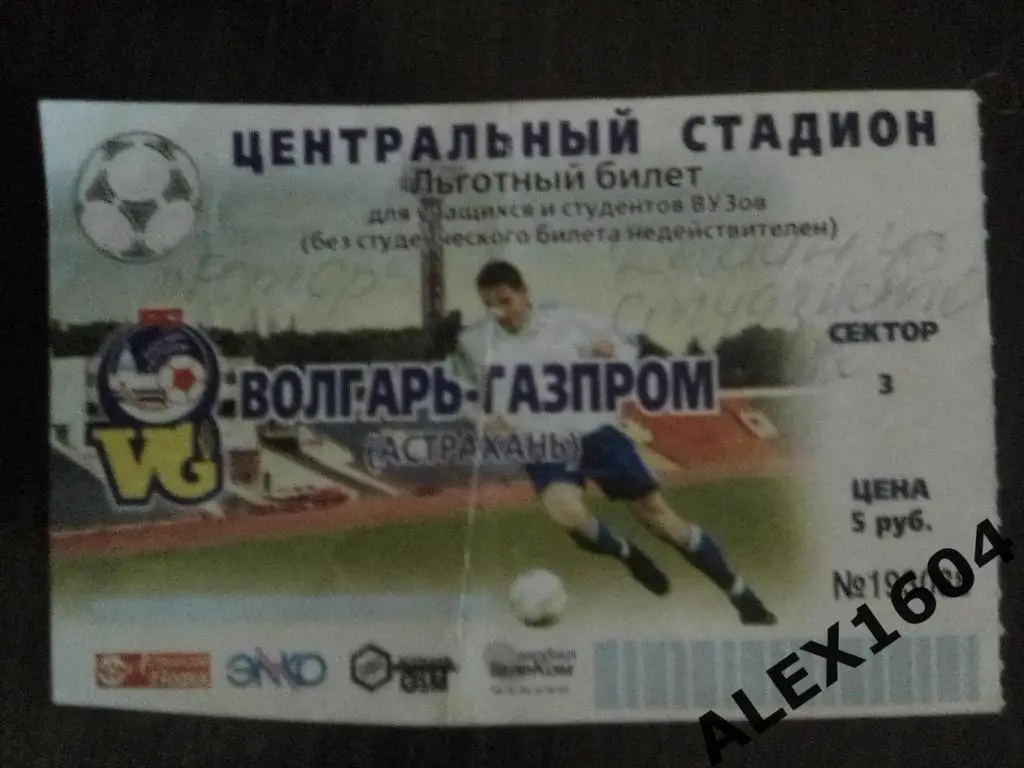 ЦЕНТРАЛЬНЫЙ СТАДИОН
Льготный билет
для учащихся и студентов ВУЗов
(без студенческого билета недействителен)
СЕКТОР
3
ВОЛГАРЬ-ГАЗПРОМ
(АСТРАХАНЬ)
VG
ЦЕНА
5 руб.
ALEX1604